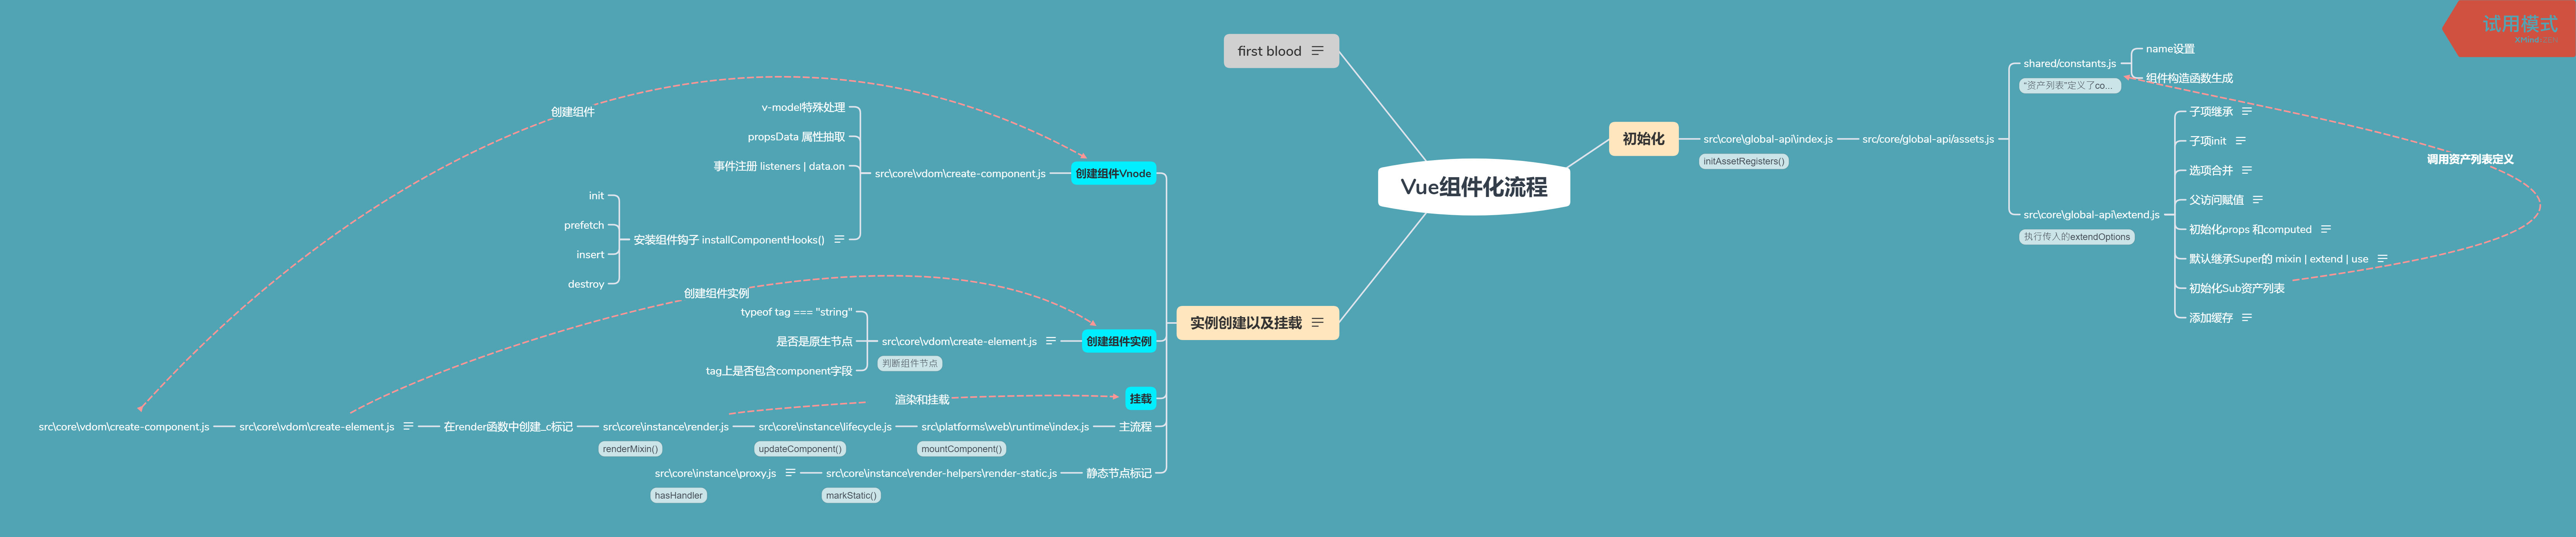 试用模式
XMind:ZEN
first blood
Vue组件化流程
初始化
src\core\global-api\index.js
initAssetRegisters()
src/core/global-api/assets.js
shared/constants.js
"资产列表"定义了co...
name设置
组件构造函数生成
src\core\global-api\extend.js
执行传入的extendOptions
子项继承
子项init
选项合并
父访问赋值
初始化props 和computed
默认继承Super的 mixin | extend | use
初始化Sub资产列表
添加缓存
调用资产列表定义
实例创建以及挂载
创建组件Vnode
src\core\vdom\create-component.js
v-model特殊处理
propsData 属性抽取
事件注册 listeners | data.on
安装组件钩子 installComponentHooks()
init
prefetch
insert
destroy
创建组件
创建组件实例
创建组件实例
src\core\vdom\create-element.js
判断组件节点
typeof tag === "string"
是否是原生节点
tag上是否包含component字段
挂载
渲染和挂载
主流程
src\platforms\web\runtime\index.js
mountComponent()
src\core\instance\lifecycle.js
updateComponent()
src\core\instance\render.js
renderMixin()
在render函数中创建_c标记
src\core\vdom\create-element.js
src\core\vdom\create-component.js
静态节点标记
src\core\instance\render-helpers\render-static.js
markStatic()
src\core\instance\proxy.js
hasHandler